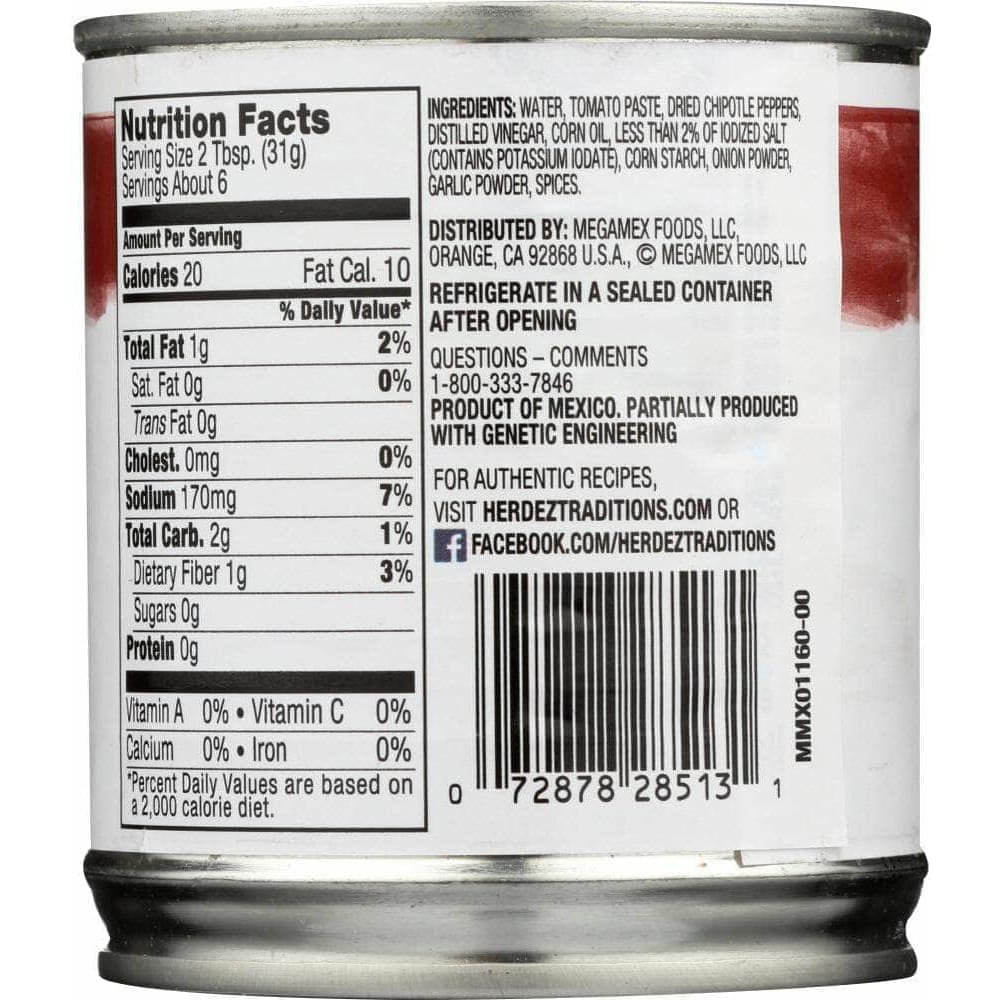 Nutrition Facts
Serving Size 2 Tbsp. (31g)
Servings About 6
Amount Per Serving
Calories 20 Fat Cal. 10
% Daily Value*
Total Fat 1g 2%
Sat. Fat 0g 0%
Trans Fat 0g
Cholest. 0mg 0%
Sodium 170mg 7%
Total Carb. 2g 1%
Dietary Fiber 1g 3%
Sugars 0g
Protein 0g
Vitamin A 0% • Vitamin C 0%
Calcium 0% • Iron 0%
*Percent Daily Values are based on
a 2,000 calorie diet.
INGREDIENTS: WATER, TOMATO PASTE, DRIED CHIPOTLE PEPPERS,
DISTILLED VINEGAR, CORN OIL, LESS THAN 2% OF IODIZED SALT
(CONTAINS POTASSIUM IODATE), CORN STARCH, ONION POWDER,
GARLIC POWDER, SPICES.
DISTRIBUTED BY: MEGAMEX FOODS, LLC,
ORANGE, CA 92868 U.S.A., © MEGAMEX FOODS, LLC
REFRIGERATE IN A SEALED CONTAINER
AFTER OPENING
QUESTIONS – COMMENTS
1-800-333-7846
PRODUCT OF MEXICO. PARTIALLY PRODUCED
WITH GENETIC ENGINEERING
FOR AUTHENTIC RECIPES,
VISIT HERDEZTRADITIONS.COM OR
f FACEBOOK.COM/HERDEZTRADITIONS
0 72878 28513 1
MMX01160-00